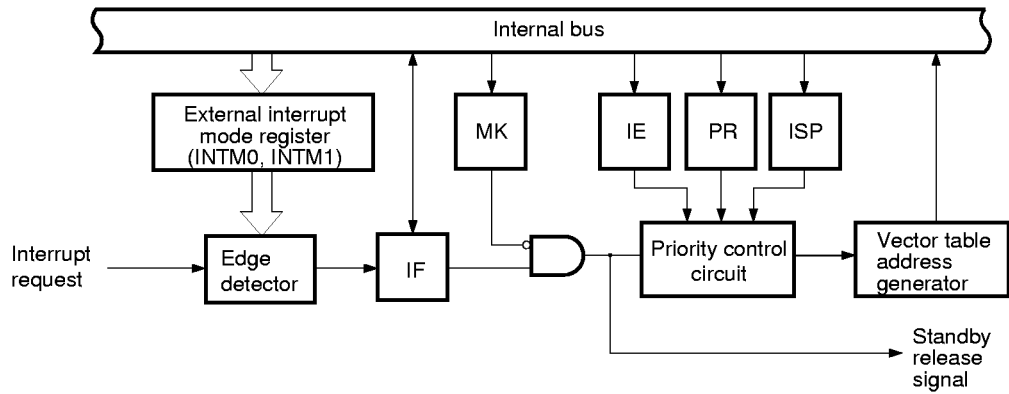 Internal bus
External interrupt
mode register
(INTM0, INTM1)
MK
IE
PR
ISP
Interrupt
request
Edge
detector
IF
Priority control
circuit
Vector table
address
generator
Standby
release
signal